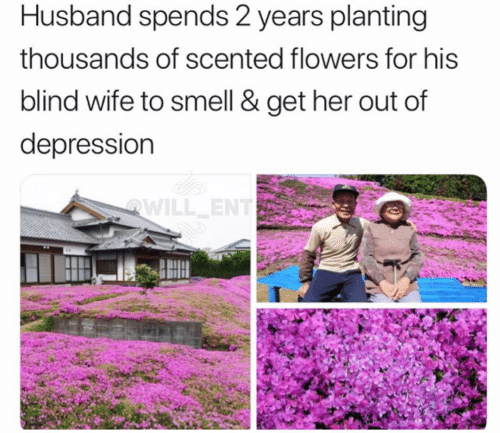 Husband spends 2 years planting
thousands of scented flowers for his
blind wife to smell & get her out of
depression
@WILL_ENT